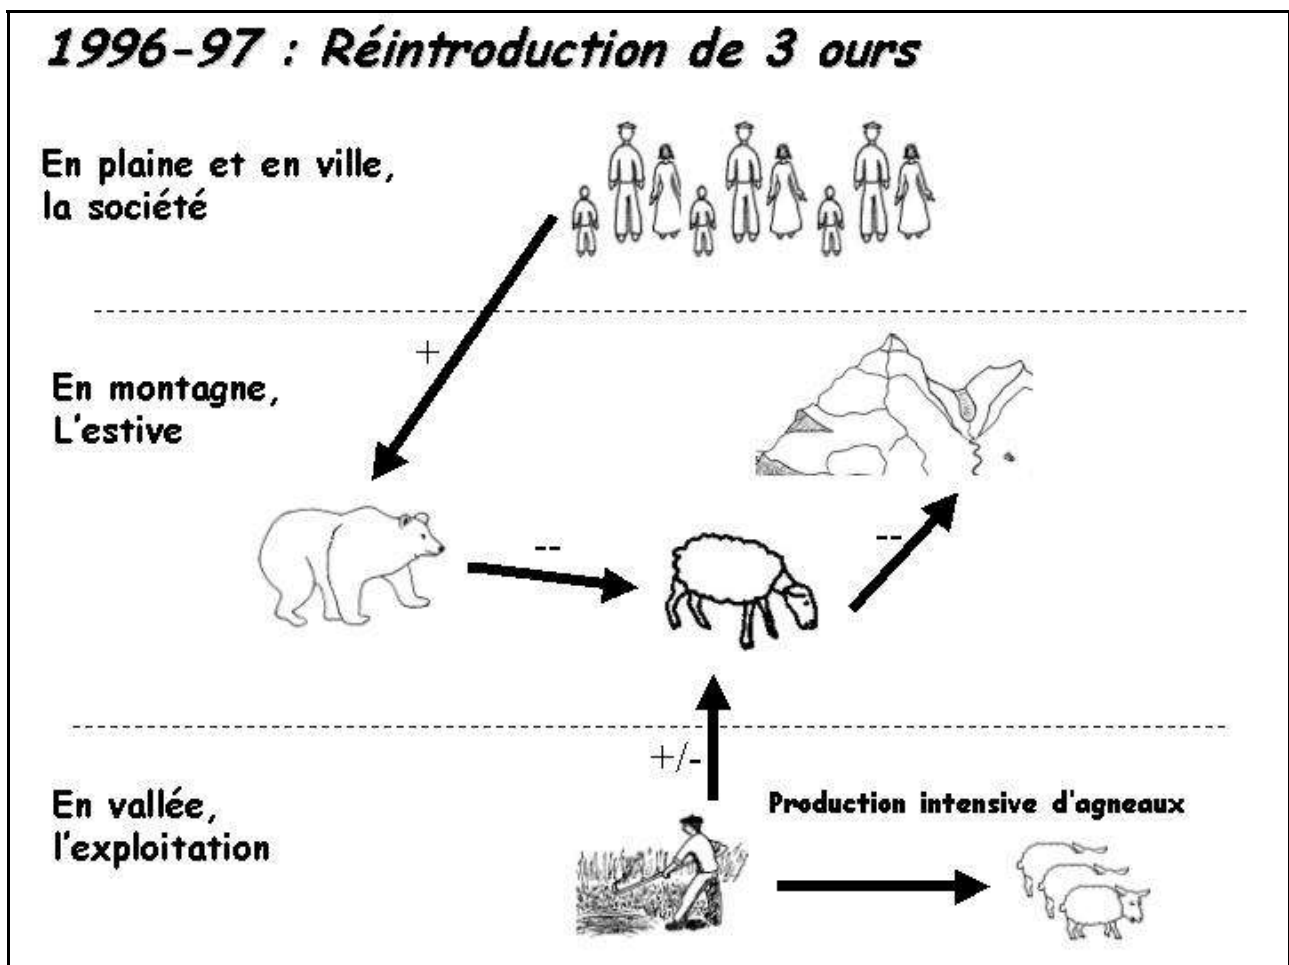 1996-97 : Réintroduction de 3 ours
En plaine et en ville,
la société
+
En montagne,
L'estive
--
--
+/-
En vallée,
l'exploitation
Production intensive d'agneaux